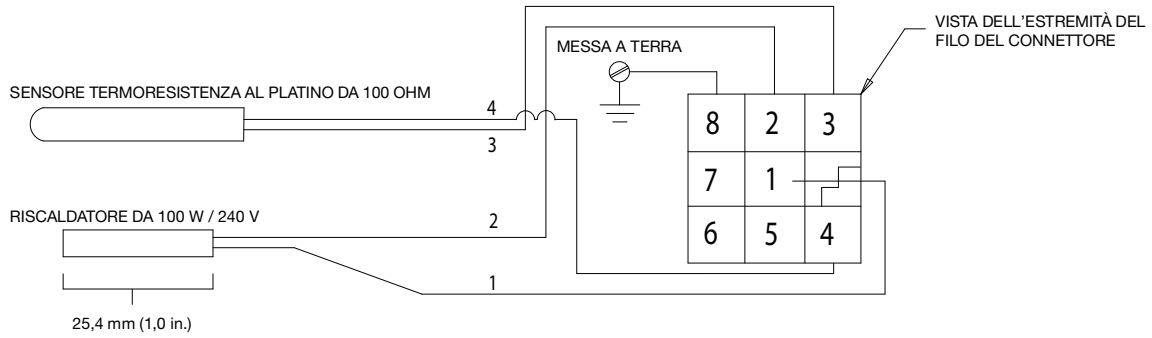 VISTA DELL'ESTREMITÀ DEL
FILO DEL CONNETTORE
MESSA A TERRA
SENSORE TERMORESISTENZA AL PLATINO DA 100 OHM
4
3
8 2 3
7 1
6 5 4
RISCALDATORE DA 100 W / 240 V
2
1
25,4 mm (1,0 in.)